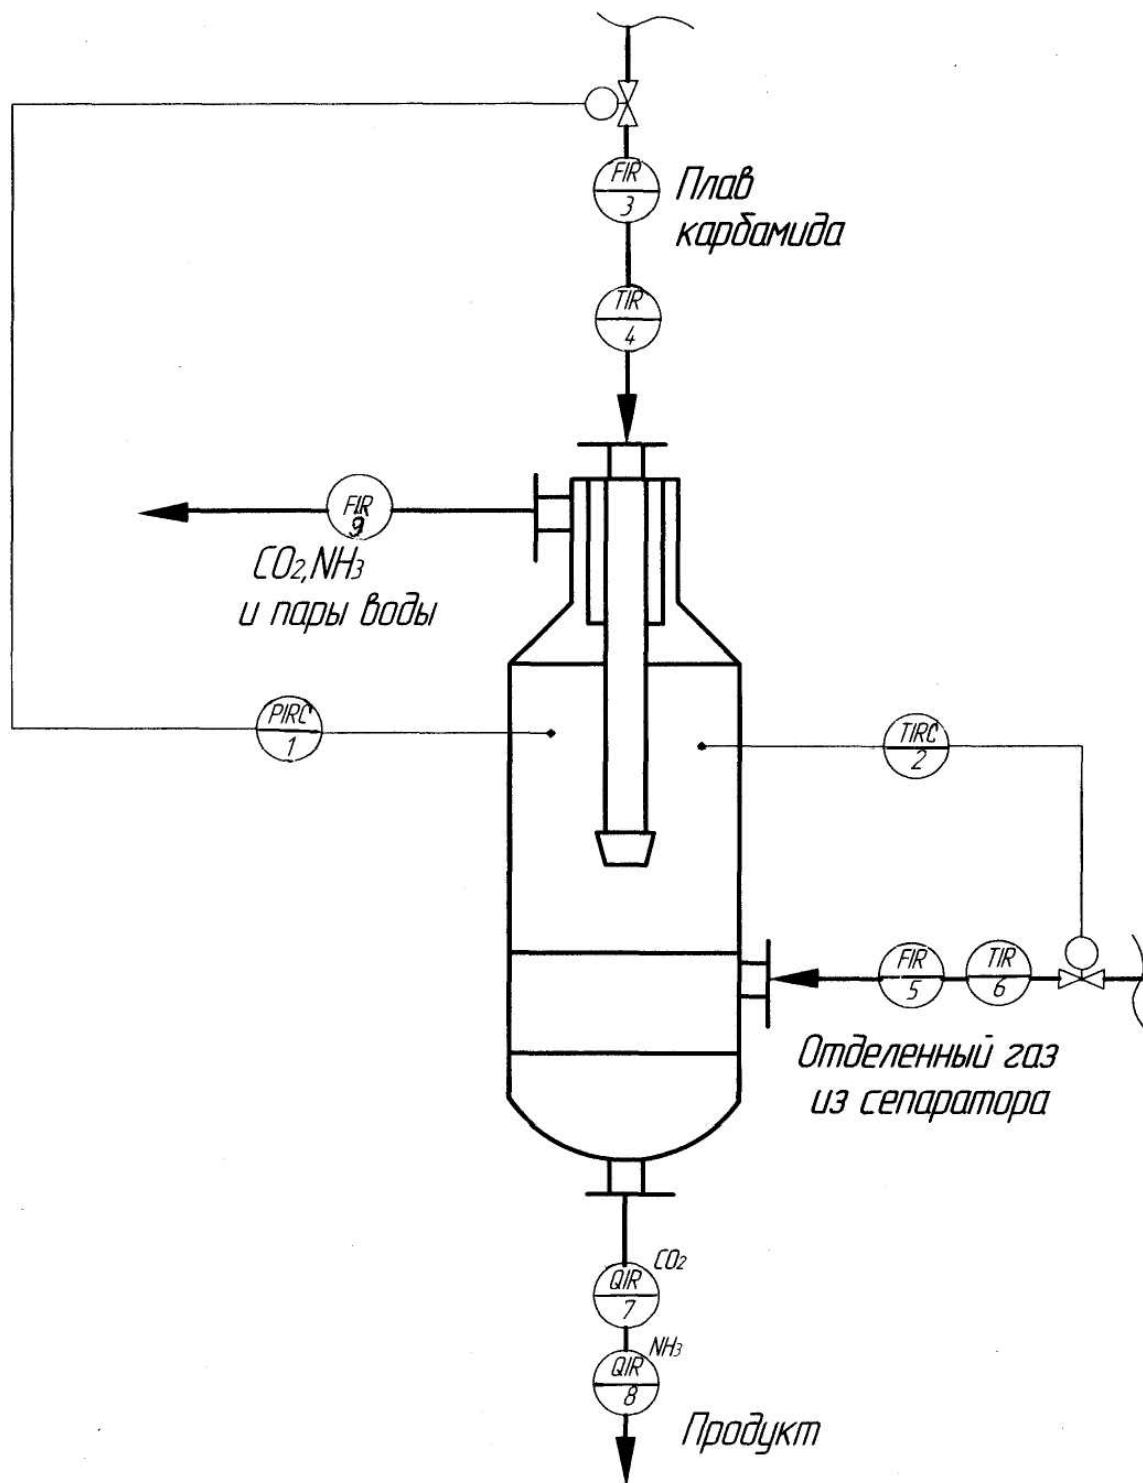 FIR
3
Плав
карбамида
TIR
4
FIR
9
CO₂,NH₃
и пары воды
PIRC
1
TIRC
2
FIR
5
TIR
6
Отделенный газ
из сепаратора
CO₂
QIR
7
NH₃
QIR
8
Продукт